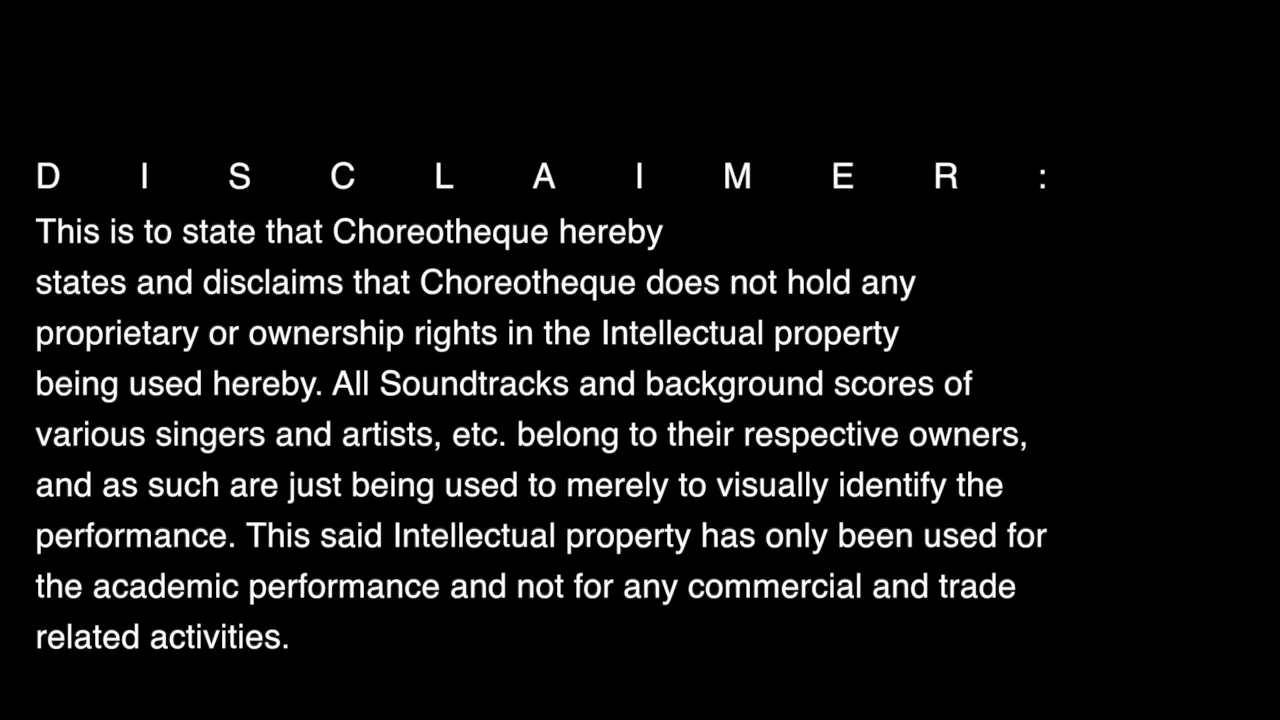 D I S C L A I M E R :
This is to state that Choreotheque hereby
states and disclaims that Choreotheque does not hold any
proprietary or ownership rights in the Intellectual property
being used hereby. All Soundtracks and background scores of
various singers and artists, etc. belong to their respective owners,
and as such are just being used to merely to visually identify the
performance. This said Intellectual property has only been used for
the academic performance and not for any commercial and trade
related activities.